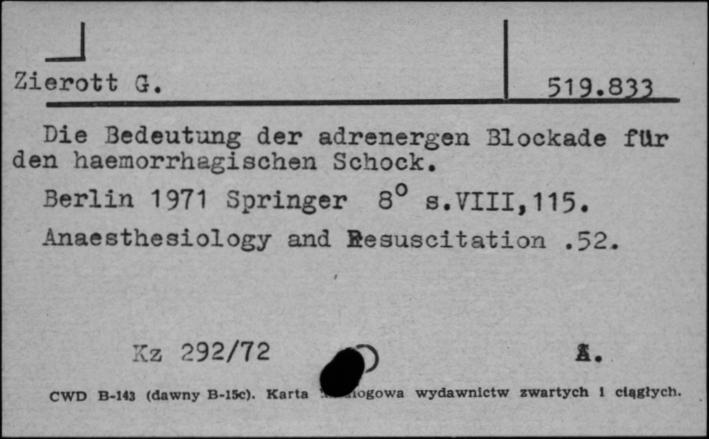 Zierott G.
519.833
Die Bedeutung der adrenergen Blockade für
den haemorrhagischen Schock.
Berlin 1971 Springer 8° s.VIII,115.
Anaesthesiology and Resuscitation .52.
Kz 292/72
A.
CWD B-143 (dawny B-15c). Karta wydawnictw zwartych i ciągłych.